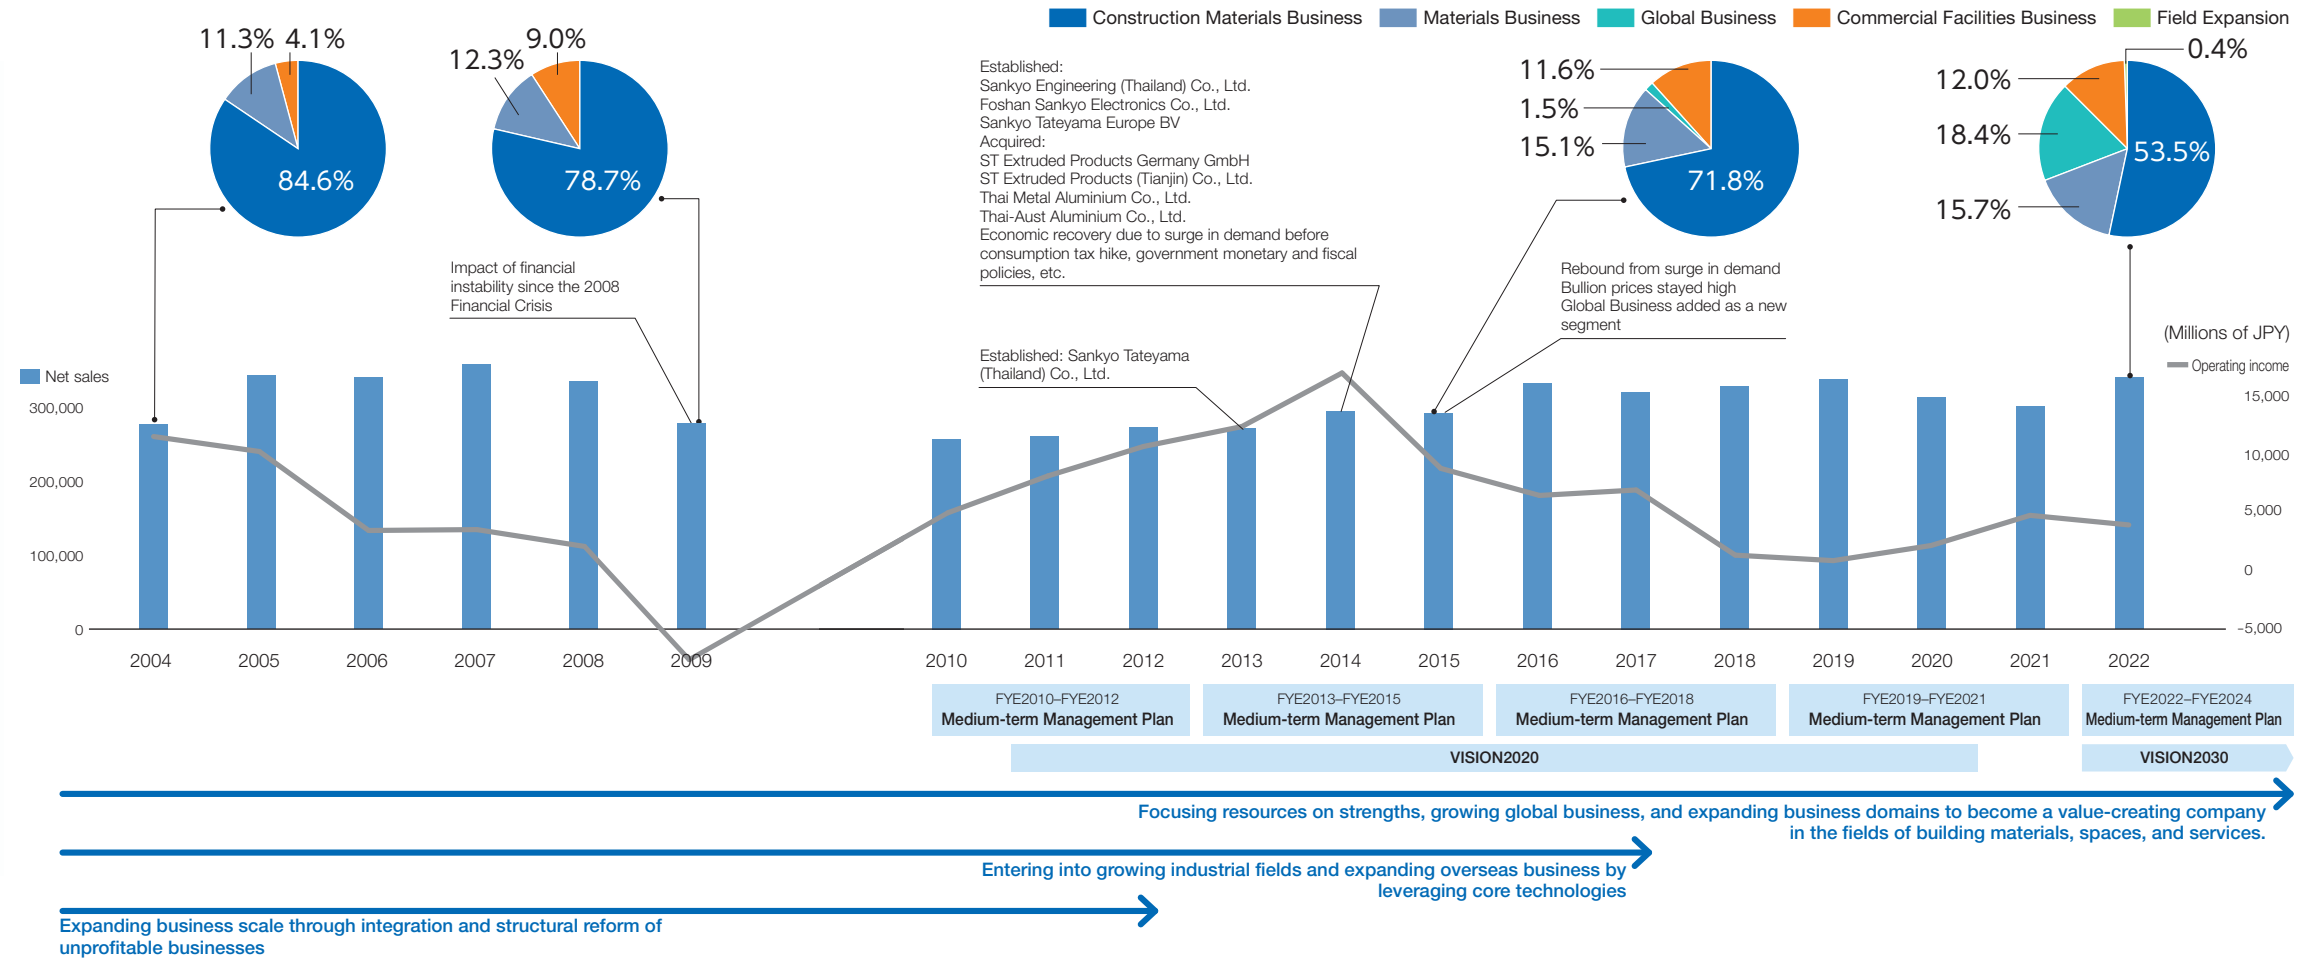 Construction Materials Business
Materials Business
Global Business
Commercial Facilities Business
Field Expansion
11.3%
4.1%
84.6%
12.3%
9.0%
78.7%
Established:
Sankyo Engineering (Thailand) Co., Ltd.
Foshan Sankyo Electronics Co., Ltd.
Sankyo Tateyama Europe BV
Acquired:
ST Extruded Products Germany GmbH
ST Extruded Products (Tianjin) Co., Ltd.
Thai Metal Aluminium Co., Ltd.
Thai-Aust Aluminium Co., Ltd.
Economic recovery due to surge in demand before
consumption tax hike, government monetary and fiscal
policies, etc.
11.6%
1.5%
15.1%
71.8%
0.4%
12.0%
18.4%
15.7%
53.5%
Impact of financial
instability since the 2008
Financial Crisis
Established: Sankyo Tateyama
(Thailand) Co., Ltd.
Rebound from surge in demand
Bullion prices stayed high
Global Business added as a new
segment
(Millions of JPY)
Net sales
Operating income
300,000
200,000
100,000
0
15,000
10,000
5,000
0
-5,000
2004
2005
2006
2007
2008
2009
2010
2011
2012
2013
2014
2015
2016
2017
2018
2019
2020
2021
2022
FYE2010–FYE2012
Medium-term Management Plan
FYE2013–FYE2015
Medium-term Management Plan
FYE2016–FYE2018
Medium-term Management Plan
FYE2019–FYE2021
Medium-term Management Plan
FYE2022–FYE2024
Medium-term Management Plan
VISION2020
VISION2030
Focusing resources on strengths, growing global business, and expanding business domains to become a value-creating company
in the fields of building materials, spaces, and services.
Entering into growing industrial fields and expanding overseas business by
leveraging core technologies
Expanding business scale through integration and structural reform of
unprofitable businesses